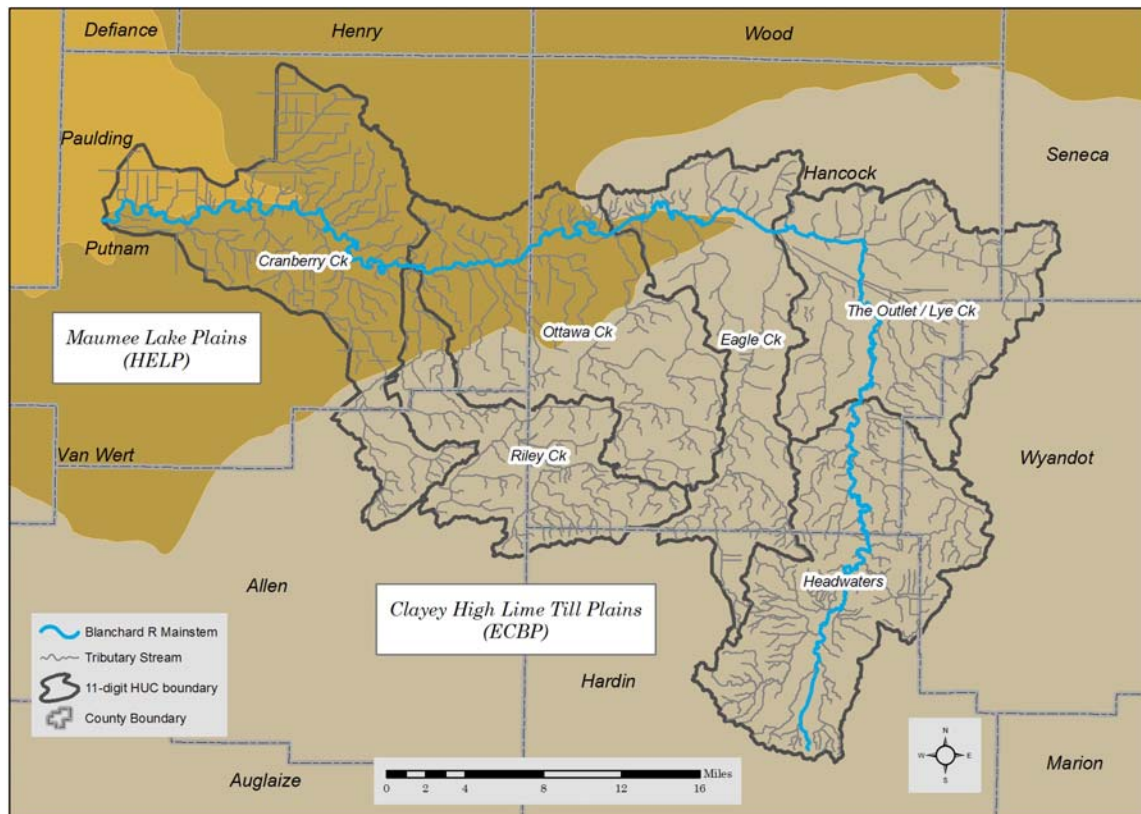 Defiance
Henry
Wood
Paulding
Seneca
Hancock
Putnam
Cranberry Ck
The Outlet / Lye Ck
Maumee Lake Plains
(HELP)
Ottawa Ck
Eagle Ck
Van Wert
Riley Ck
Wyandot
Allen
Headwaters
Clayey High Lime Till Plains
(ECBP)
Blanchard R Mainstem
Tributary Stream
11-digit HUC boundary
County Boundary
Hardin
N
W
E
S
Marion
Auglaize
Miles
0
2
4
8
12
16